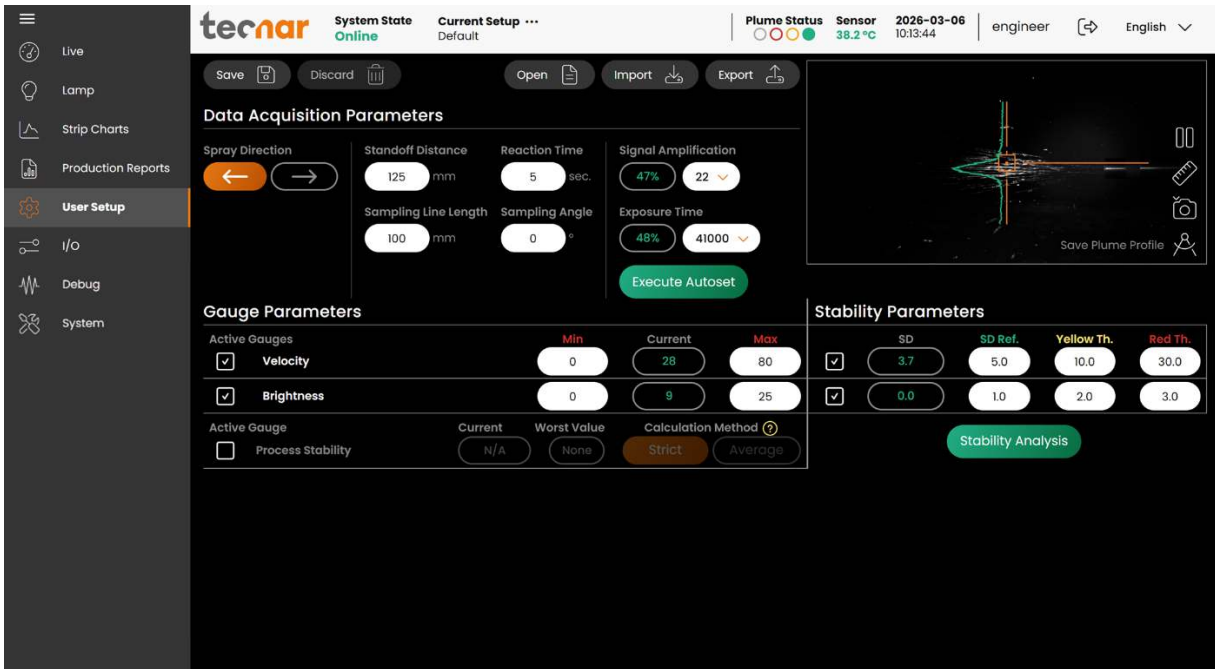 tecnar
System State
Online
Current Setup ...
Default
Plume Status
Sensor
38.2 °C
2026-03-06
10:13:44
engineer
English
Live
Lamp
Strip Charts
Production Reports
User Setup
I/O
Debug
System
Save
Discard
Open
Import
Export
Data Acquisition Parameters
Spray Direction
Standoff Distance
125 mm
Reaction Time
5 sec.
Signal Amplification
47% 22
Sampling Line Length
100 mm
Sampling Angle
0 °
Exposure Time
48% 41000
Execute Autoset
Save Plume Profile
Gauge Parameters
Active Gauges Min Current Max
Velocity 0 28 80
Brightness 0 9 25
Active Gauge Current Worst Value Calculation Method ?
Process Stability N/A None Strict Average
Stability Parameters
SD SD Ref. Yellow Th. Red Th.
3.7 5.0 10.0 30.0
0.0 1.0 2.0 3.0
Stability Analysis